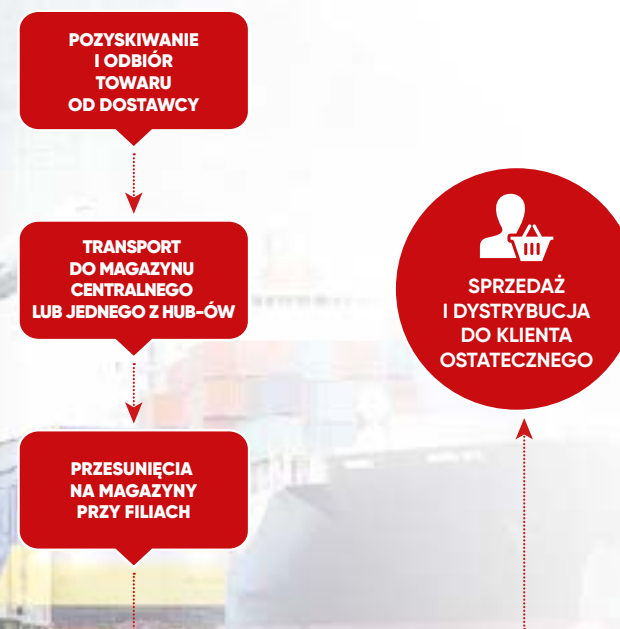 POZYSKIWANIE
I ODBIÓR
TOWARU
OD DOSTAWCY
TRANSPORT
DO MAGAZYNU
CENTRALNEGO
LUB JEDNEGO Z HUB-ÓW
PRZESUNIĘCIA
NA MAGAZYNY
PRZY FILIACH
SPRZEDAŻ
I DYSTRYBUCJA
DO KLIENTA
OSTATECZNEGO